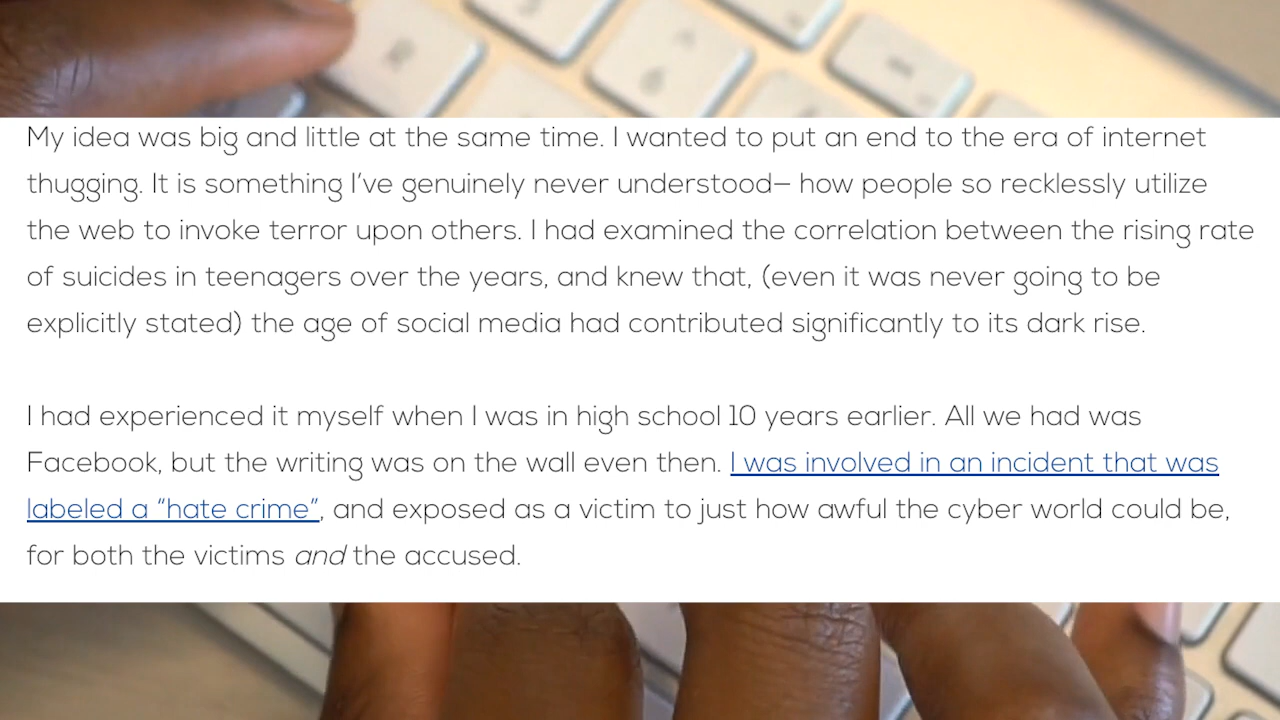 My idea was big and little at the same time. I wanted to put an end to the era of internet
thugging. It is something I've genuinely never understood– how people so recklessly utilize
the web to invoke terror upon others. I had examined the correlation between the rising rate
of suicides in teenagers over the years, and knew that, (even it was never going to be
explicitly stated) the age of social media had contributed significantly to its dark rise.
I had experienced it myself when I was in high school 10 years earlier. All we had was
Facebook, but the writing was on the wall even then. I was involved in an incident that was
labeled a “hate crime”, and exposed as a victim to just how awful the cyber world could be,
for both the victims and the accused.